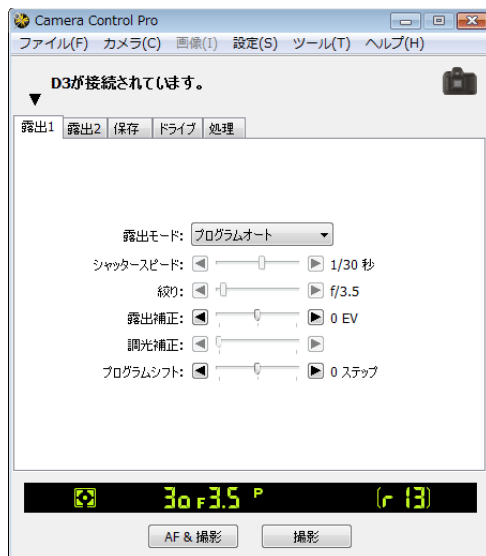 Camera Control Pro
ファイル(F) カメラ(C) 画像(I) 設定(S) ツール(T) ヘルプ(H)
D3が接続されています。
露出1 露出2 保存 ドライブ 処理
露出モード: プログラムオート
シャッタースピード: 1/30 秒
絞り: f/3.5
露出補正: 0 EV
調光補正:
プログラムシフト: 0 ステップ
30 F3.5 P (r 13)
AF & 撮影 撮影